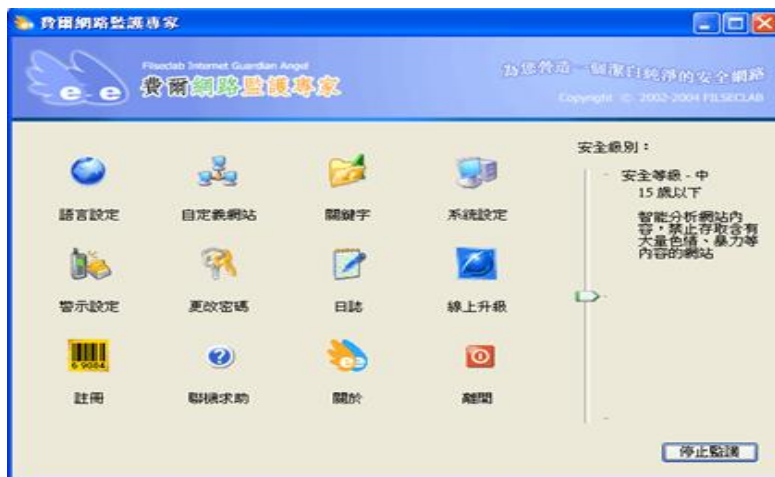 費爾網路監護專家
Filseclab Internet Guardian Angel
費爾網路監護專家
為您營造一個潔白純淨的安全網路
Copyright © 2002-2004 FILSECLAB
語言設定
自定義網站
關鍵字
系統設定
警示設定
更改密碼
日誌
線上升級
註冊
聯機求助
關於
離開
安全級別：
安全等級 - 中
15 歲以下
智能分析網站內
容，禁止存取含有
大量色情、暴力等
內容的網站
停止監護